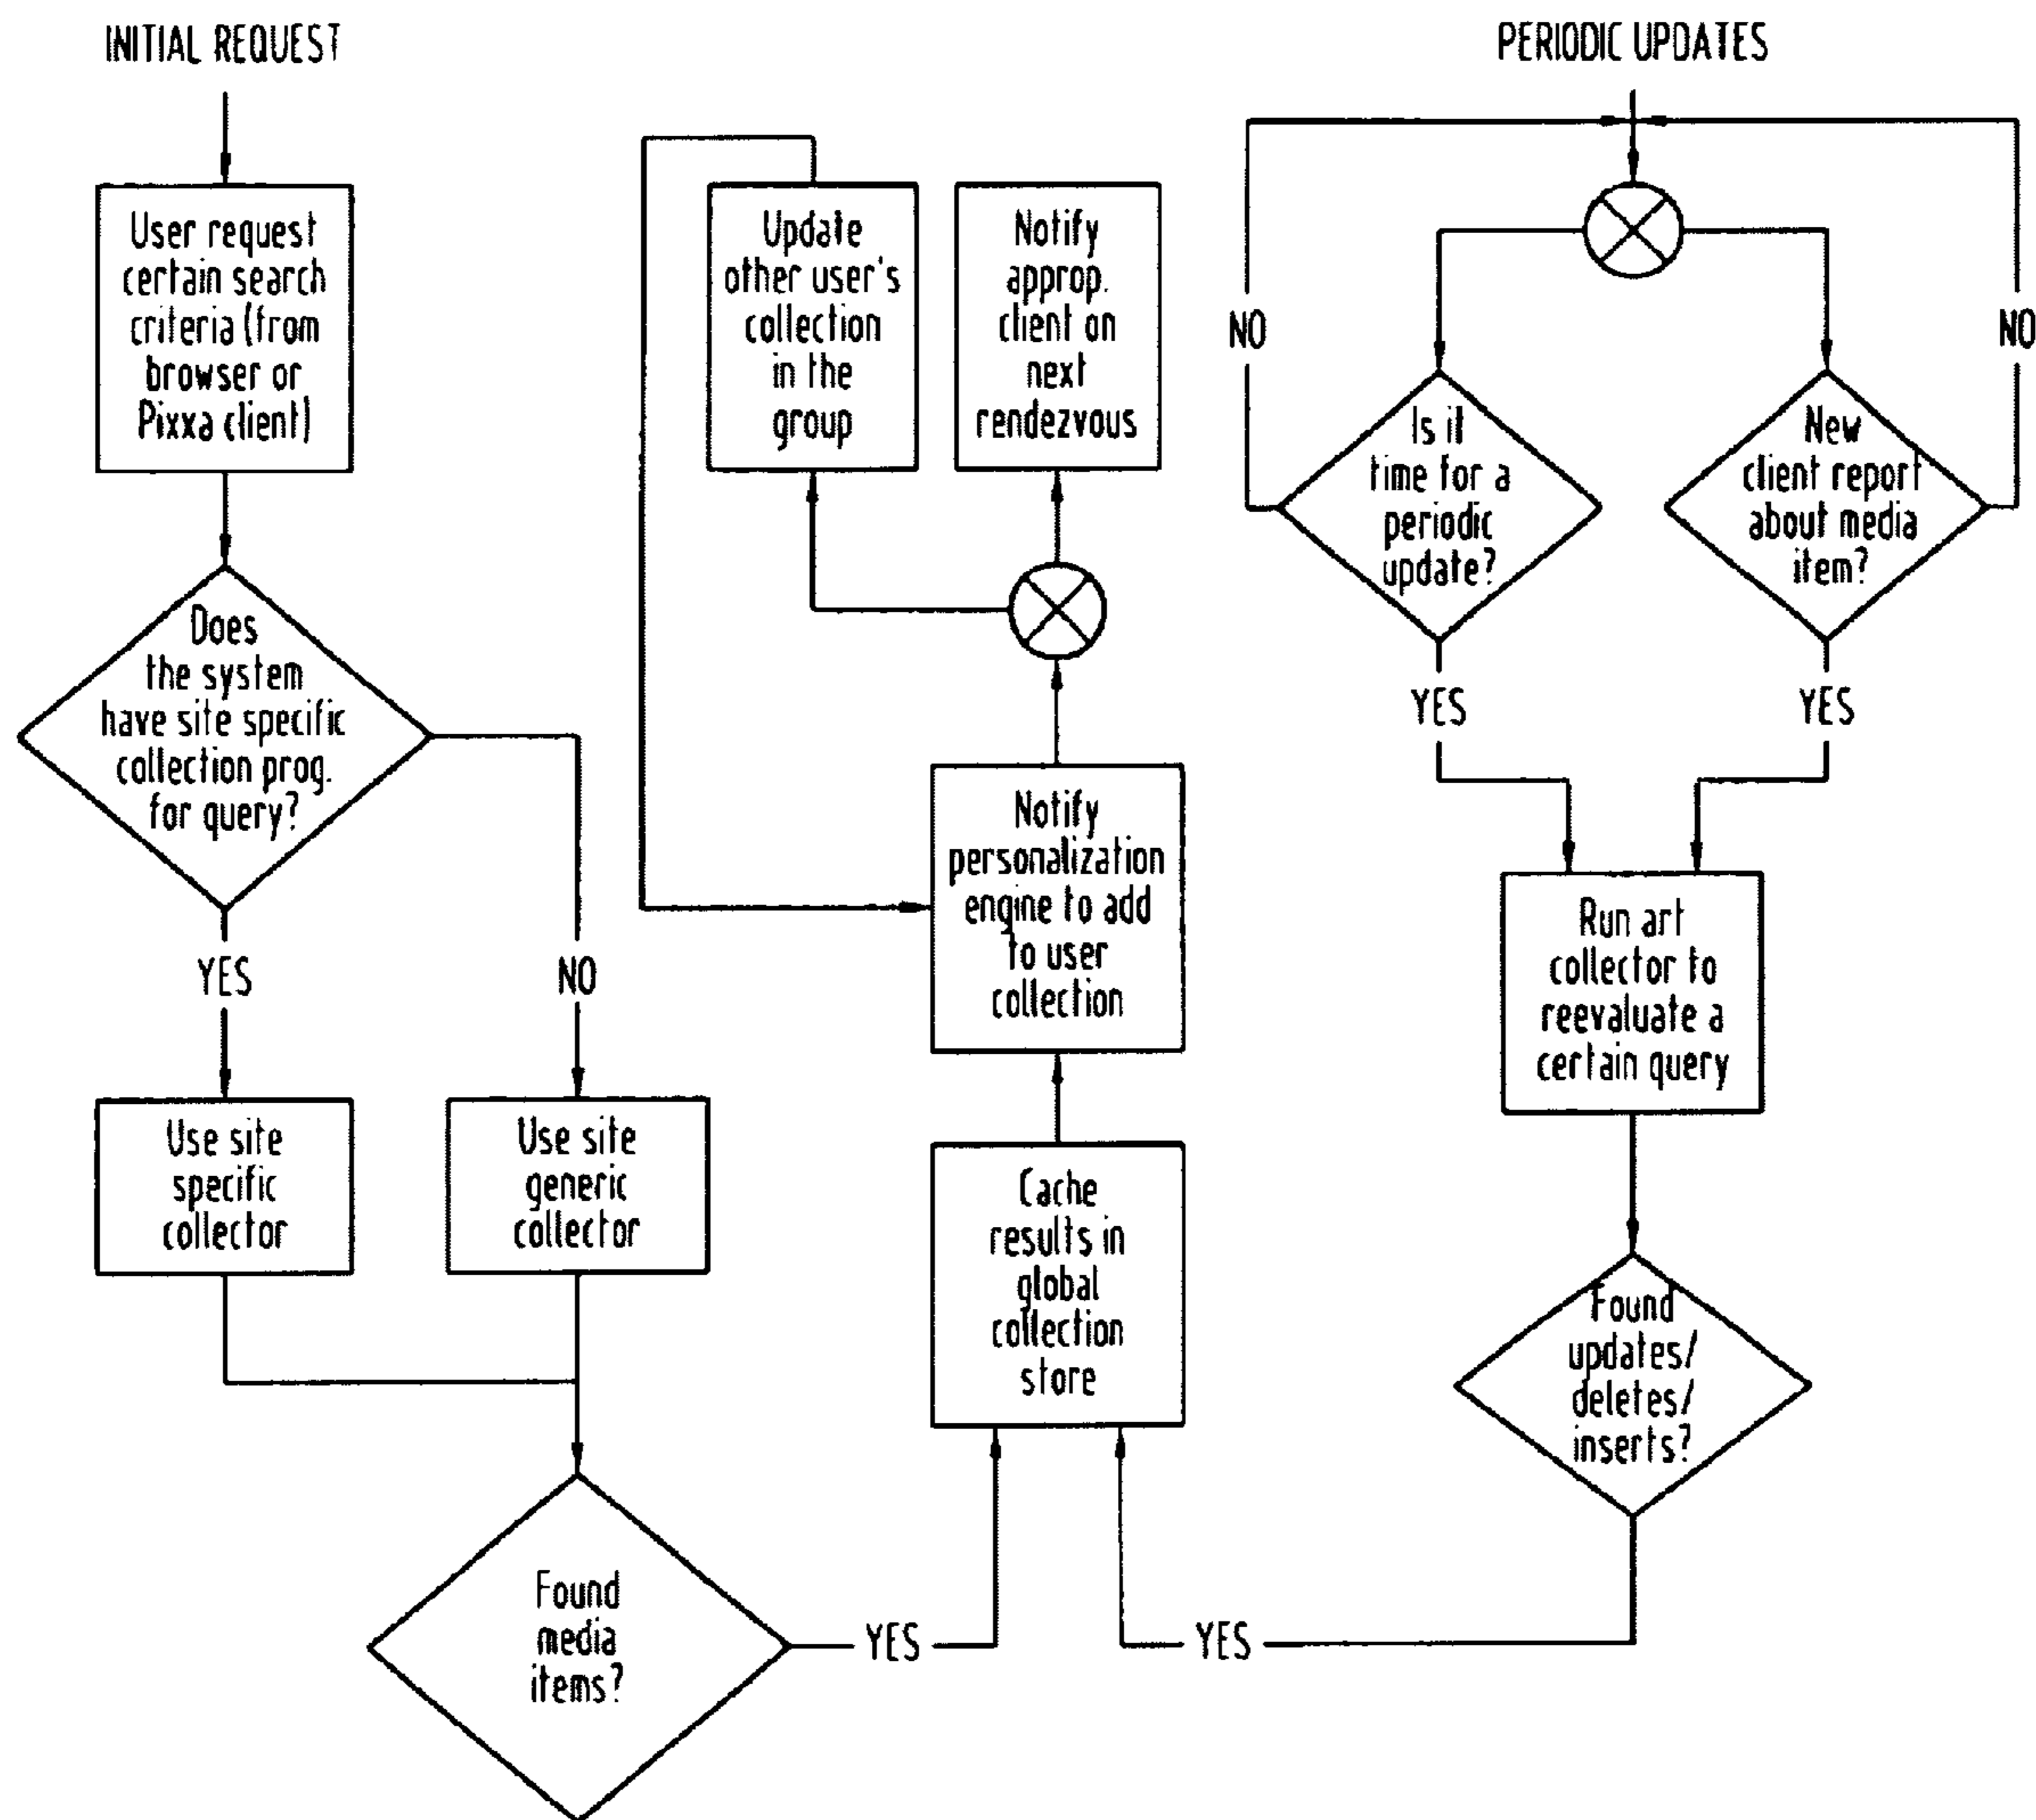 INITIAL REQUEST
User request
certain search
criteria (from
browser or
Pixxa client)
Does
the system
have site specific
collection prog.
for query?
YES
NO
Use site
specific
collector
Use site
generic
collector
Found
media
items?
YES
Update
other user's
collection
in the
group
Notify
approp.
client on
next
rendezvous
Notify
personalization
engine to add
to user
collection
Cache
results in
global
collection
store
PERIODIC UPDATES
NO
NO
Is it
time for a
periodic
update?
New
client report
about media
item?
YES
YES
Run art
collector to
reevaluate a
certain query
Found
updates/
deletes/
inserts?
YES